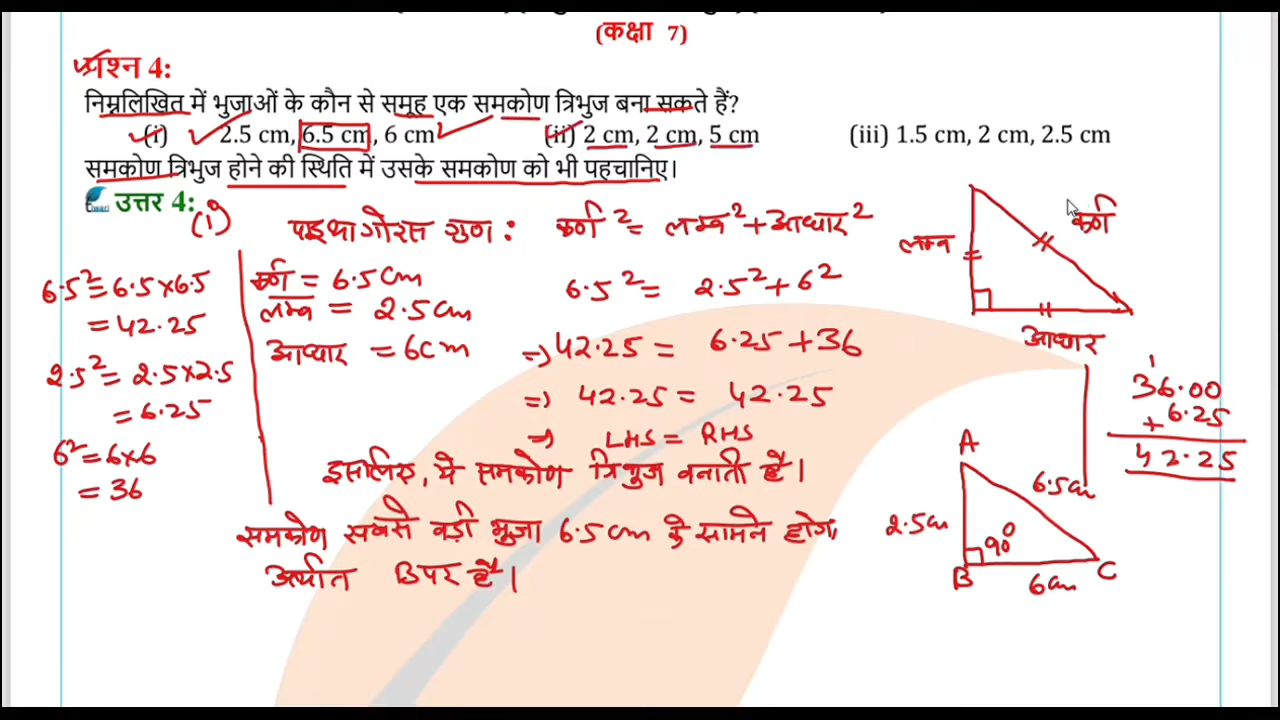 (कक्षा 7)
प्रश्न 4:
निम्नलिखित में भुजाओं के कौन से समूह एक समकोण त्रिभुज बना सकते हैं?
(i) 2.5 cm, 6.5 cm, 6 cm (ii) 2 cm, 2 cm, 5 cm (iii) 1.5 cm, 2 cm, 2.5 cm
समकोण त्रिभुज होने की स्थिति में उसके समकोण को भी पहचानिए।
उत्तर 4:
(i) पाइथागोरस गुण : कर्ण² = लम्ब² + आधार²
6.5² = 6.5×6.5
= 42.25
2.5² = 2.5×2.5
= 6.25
6² = 6×6
= 36
कर्ण = 6.5cm
लम्ब = 2.5cm
आधार = 6cm
6.5² = 2.5² + 6²
=> 42.25 = 6.25 + 36
=> 42.25 = 42.25
=> LHS = RHS
इसलिए, ये समकोण त्रिभुज बनाती है।
समकोण सबसे बड़ी भुजा 6.5cm के सामने होगा,
अर्थात B पर है।
लम्ब
कर्ण
आधार
36.00
+ 6.25
42.25
A
6.5cm
2.5cm
90°
B
C
6cm